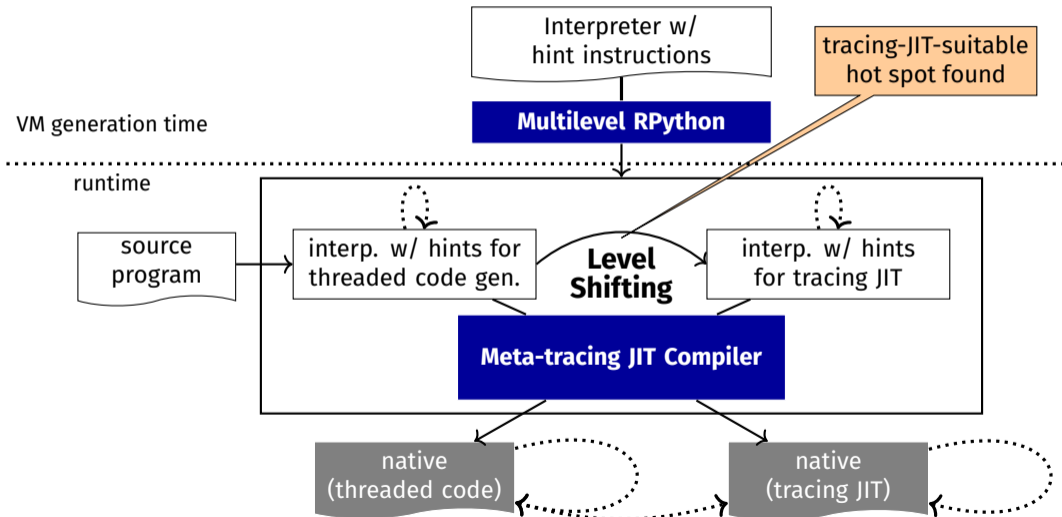 Interpreter w/
hint instructions
tracing-JIT-suitable
hot spot found
Multilevel RPython
VM generation time
runtime
source
program
interp. w/ hints for
threaded code gen.
Level
Shifting
interp. w/ hints
for tracing JIT
Meta-tracing JIT Compiler
native
(threaded code)
native
(tracing JIT)